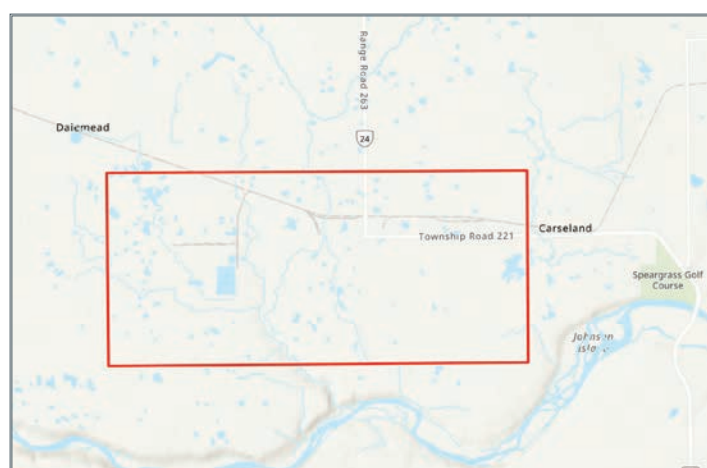 Range Road 263
Dalemead
24
Township Road 221
Carseland
Speargrass Golf
Course
Johnson
Island